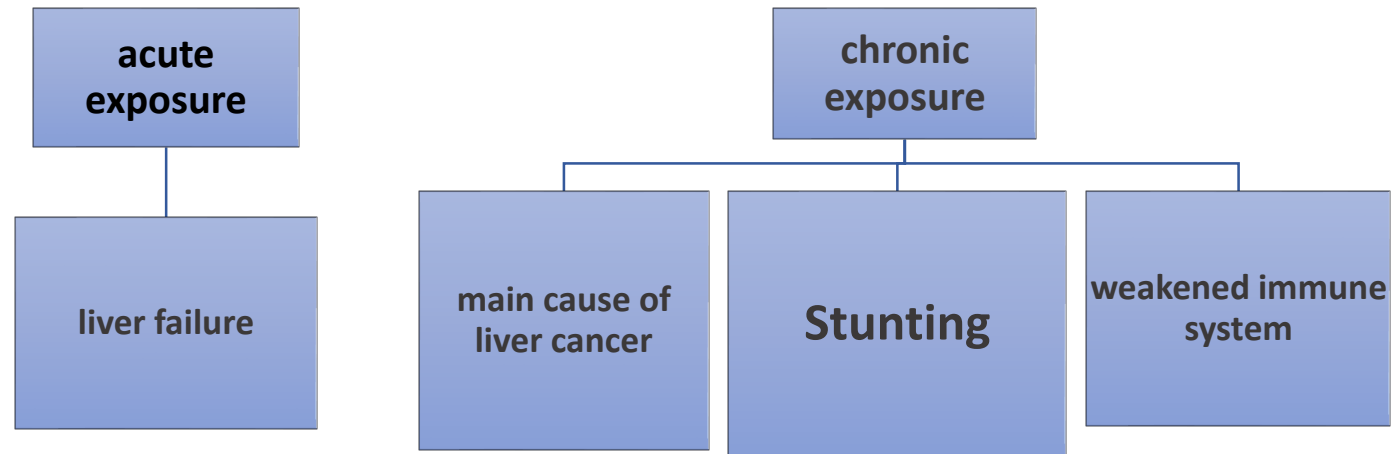 acute
exposure
liver failure
chronic
exposure
main cause of
liver cancer
Stunting
weakened immune
system